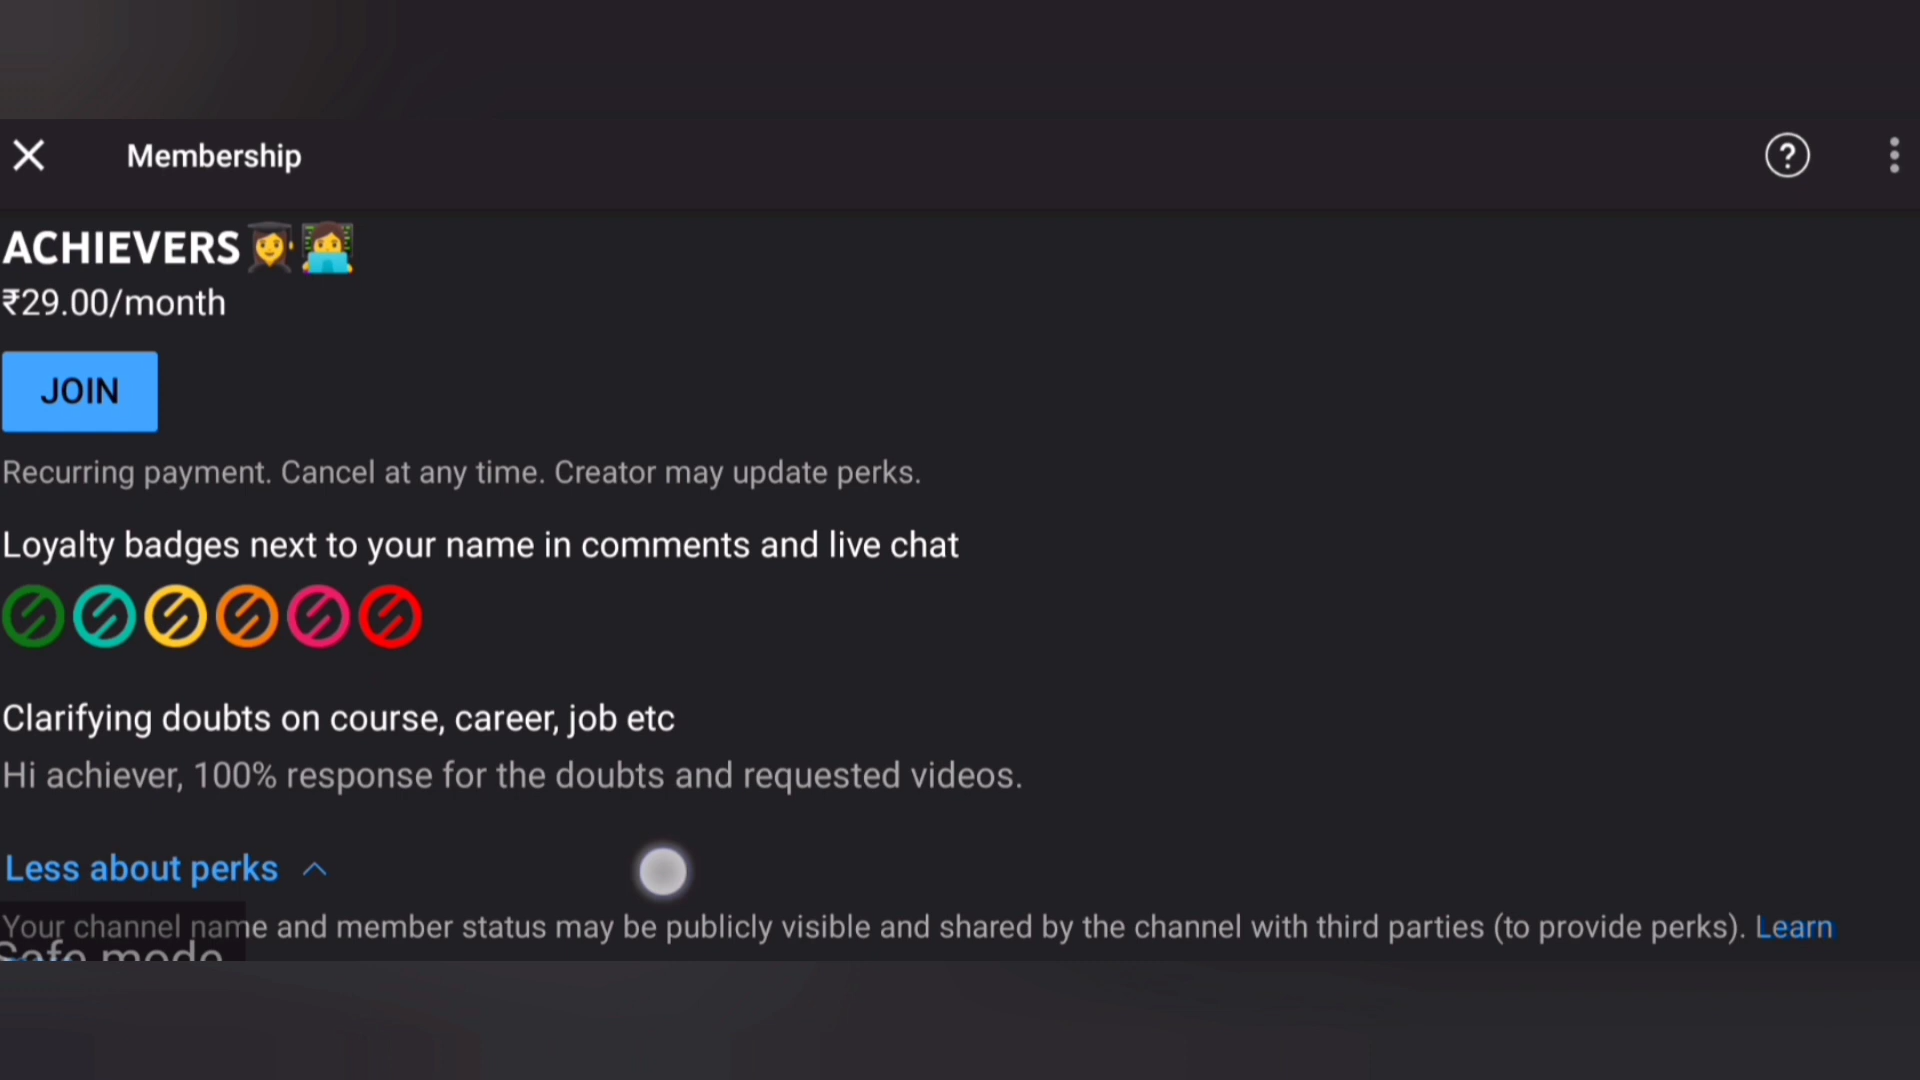 Membership
ACHIEVERS👩‍🎓👩‍💻
₹29.00/month
JOIN
Recurring payment. Cancel at any time. Creator may update perks.
Loyalty badges next to your name in comments and live chat
Clarifying doubts on course, career, job etc
Hi achiever, 100% response for the doubts and requested videos.
Less about perks
Your channel name and member status may be publicly visible and shared by the channel with third parties (to provide perks). Learn
Safe mode